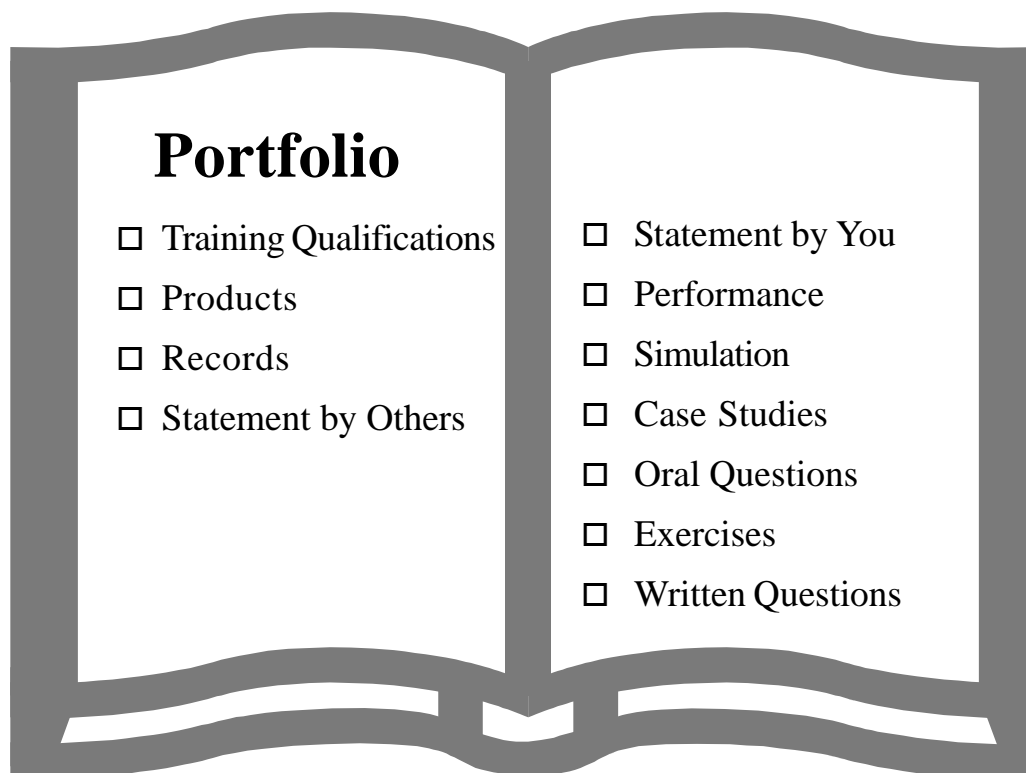 Portfolio
Training Qualifications
Products
Records
Statement by Others
Statement by You
Performance
Simulation
Case Studies
Oral Questions
Exercises
Written Questions